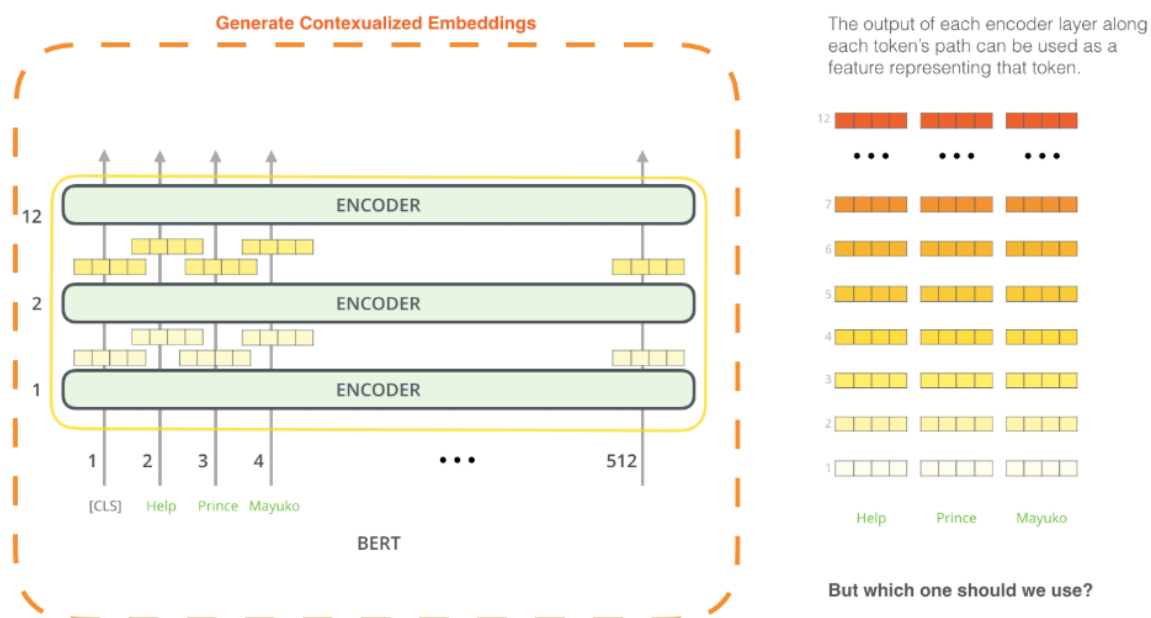 Generate Contexualized Embeddings
12
ENCODER
2
ENCODER
1
ENCODER
1 2 3 4 ••• 512
[CLS] Help Prince Mayuko
BERT
The output of each encoder layer along
each token's path can be used as a
feature representing that token.
12
••• ••• •••
7
6
5
4
3
2
1
Help Prince Mayuko
But which one should we use?